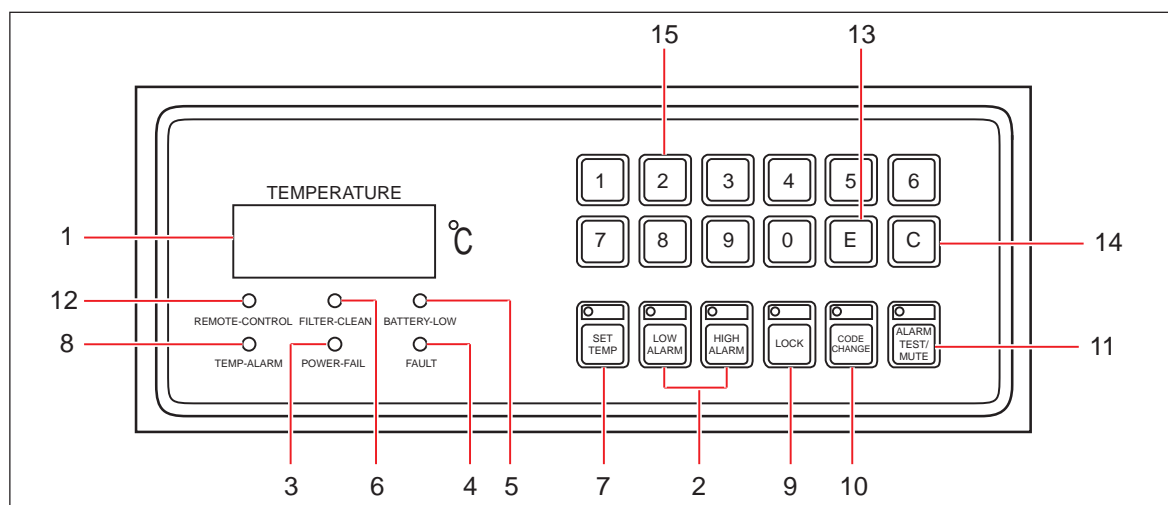 15 13
1 2 3 4 5 6
TEMPERATURE
1 °C
7 8 9 0 E C
14
12
REMOTE-CONTROL FILTER-CLEAN BATTERY-LOW
8
TEMP-ALARM POWER-FAIL FAULT
SET
TEMP
LOW
ALARM
HIGH
ALARM
LOCK
CODE
CHANGE
ALARM
TEST/
MUTE
11
3 6 4 5 7 2 9 10